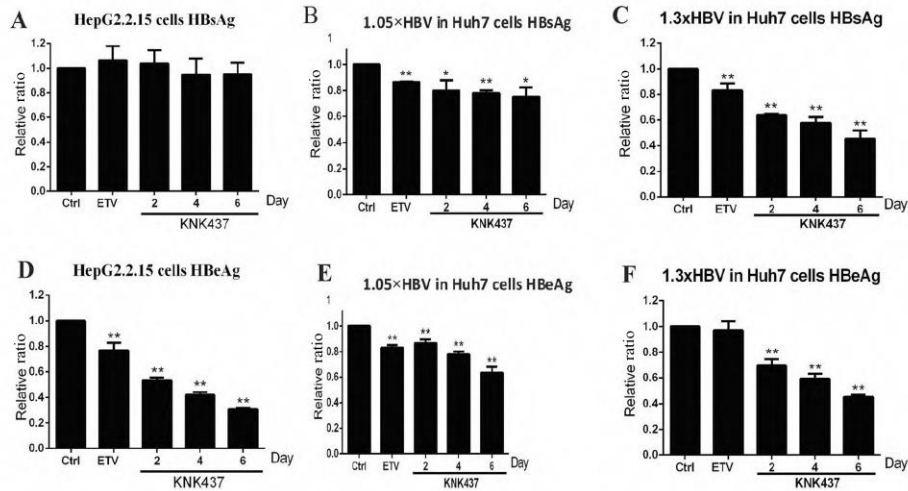 A
HepG2.2.15 cells HBsAg
Relative ratio
1.2
1.0
0.8
0.6
0.4
0.2
0.0
Ctrl ETV 2 4 6 Day
KNK437
B
1.05×HBV in Huh7 cells HBsAg
Relative ratio
1
1.0
0.8
0.6
0.4
0.2
0.0
** * ** *
Ctrl ETV 2 4 6 Day
KNK437
C
1.3xHBV in Huh7 cells HBsAg
Relative ratio
1.2
1.0
0.8
0.6
0.4
0.2
0.0
** ** ** **
Ctrl ETV 2 4 6 Day
KNK437
D
HepG2.2.15 cells HBeAg
Relative ratio
1.2
1.0
0.8
0.6
0.4
0.2
0.0
** ** ** **
Ctrl ETV 2 4 6 Day
KNK437
E
1.05×HBV in Huh7 cells HBeAg
Relative ratio
1
1.0
0.8
0.6
0.4
0.2
0.0
** ** ** **
Ctrl ETV 2 4 6 Day
KNK437
F
1.3xHBV in Huh7 cells HBeAg
Relative ratio
1.2
1.0
0.8
0.6
0.4
0.2
0.0
** ** **
Ctrl ETV 2 4 6 Day
KNK437